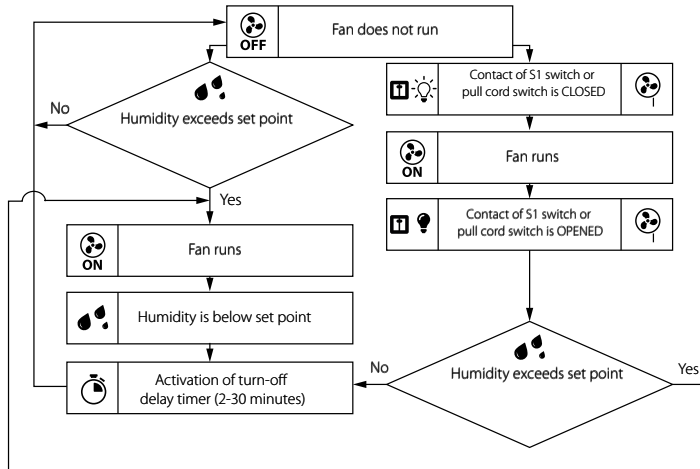 OFF
Fan does not run
No
Humidity exceeds set point
Yes
ON
Fan runs
Humidity is below set point
Activation of turn-off
delay timer (2-30 minutes)
Contact of S1 switch or
pull cord switch is CLOSED
ON
Fan runs
Contact of S1 switch or
pull cord switch is OPENED
No
Humidity exceeds set point
Yes